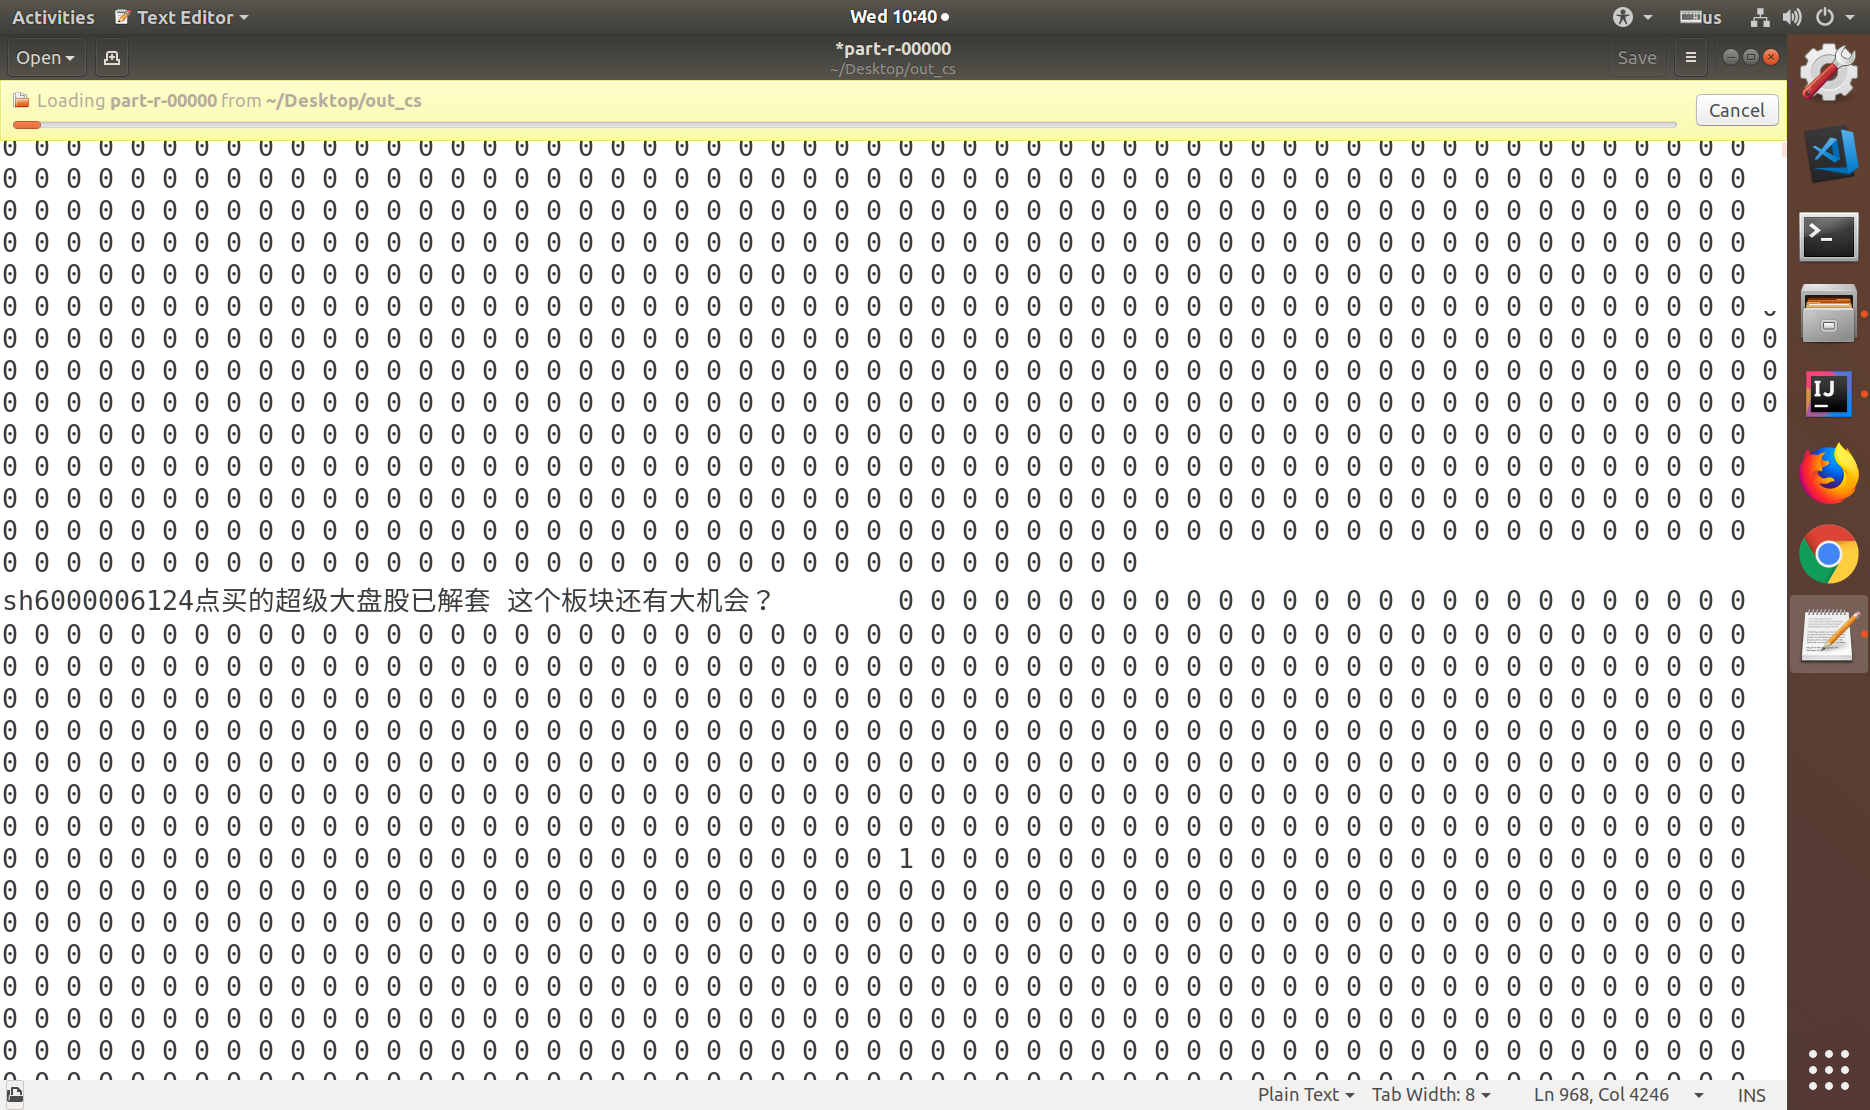 Activities
Text Editor
Wed 10:40
us
Open
*part-r-00000
~/Desktop/out_cs
Save
Loading part-r-00000 from ~/Desktop/out_cs
Cancel
0 0 0 0 0 0 0 0 0 0 0 0 0 0 0 0 0 0 0 0 0 0 0 0 0 0 0 0 0 0 0 0 0 0 0 0 0 0 0 0 0 0 0 0 0 0 0 0 0 0 0 0 0 0 0
0 0 0 0 0 0 0 0 0 0 0 0 0 0 0 0 0 0 0 0 0 0 0 0 0 0 0 0 0 0 0 0 0 0 0 0 0 0 0 0 0 0 0 0 0 0 0 0 0 0 0 0 0 0 0
0 0 0 0 0 0 0 0 0 0 0 0 0 0 0 0 0 0 0 0 0 0 0 0 0 0 0 0 0 0 0 0 0 0 0 0 0 0 0 0 0 0 0 0 0 0 0 0 0 0 0 0 0 0 0
0 0 0 0 0 0 0 0 0 0 0 0 0 0 0 0 0 0 0 0 0 0 0 0 0 0 0 0 0 0 0 0 0 0 0 0 0 0 0 0 0 0 0 0 0 0 0 0 0 0 0 0 0 0 0
0 0 0 0 0 0 0 0 0 0 0 0 0 0 0 0 0 0 0 0 0 0 0 0 0 0 0 0 0 0 0 0 0 0 0 0 0 0 0 0 0 0 0 0 0 0 0 0 0 0 0 0 0 0 0
0 0 0 0 0 0 0 0 0 0 0 0 0 0 0 0 0 0 0 0 0 0 0 0 0 0 0 0 0 0 0 0 0 0 0 0 0 0 0 0 0 0 0 0 0 0 0 0 0 0 0 0 0 0 0 0
0 0 0 0 0 0 0 0 0 0 0 0 0 0 0 0 0 0 0 0 0 0 0 0 0 0 0 0 0 0 0 0 0 0 0 0 0 0 0 0 0 0 0 0 0 0 0 0 0 0 0 0 0 0 0 0
0 0 0 0 0 0 0 0 0 0 0 0 0 0 0 0 0 0 0 0 0 0 0 0 0 0 0 0 0 0 0 0 0 0 0 0 0 0 0 0 0 0 0 0 0 0 0 0 0 0 0 0 0 0 0 0
0 0 0 0 0 0 0 0 0 0 0 0 0 0 0 0 0 0 0 0 0 0 0 0 0 0 0 0 0 0 0 0 0 0 0 0 0 0 0 0 0 0 0 0 0 0 0 0 0 0 0 0 0 0 0 0
0 0 0 0 0 0 0 0 0 0 0 0 0 0 0 0 0 0 0 0 0 0 0 0 0 0 0 0 0 0 0 0 0 0 0 0 0 0 0 0 0 0 0 0 0 0 0 0 0 0 0 0 0 0 0
0 0 0 0 0 0 0 0 0 0 0 0 0 0 0 0 0 0 0 0 0 0 0 0 0 0 0 0 0 0 0 0 0 0 0 0 0 0 0 0 0 0 0 0 0 0 0 0 0 0 0 0 0 0 0
0 0 0 0 0 0 0 0 0 0 0 0 0 0 0 0 0 0 0 0 0 0 0 0 0 0 0 0 0 0 0 0 0 0 0 0 0 0 0 0 0 0 0 0 0 0 0 0 0 0 0 0 0 0 0
0 0 0 0 0 0 0 0 0 0 0 0 0 0 0 0 0 0 0 0 0 0 0 0 0 0 0 0 0 0 0 0 0 0 0 0 0 0 0 0 0 0 0 0 0 0 0 0 0 0 0 0 0 0 0
0 0 0 0 0 0 0 0 0 0 0 0 0 0 0 0 0 0 0 0 0 0 0 0 0 0 0 0 0 0 0 0 0 0 0 0
sh6000006124点买的超级大盘股已解套 这个板块还有大机会？ 0 0 0 0 0 0 0 0 0 0 0 0 0 0 0 0 0 0 0 0 0 0 0 0 0 0 0
0 0 0 0 0 0 0 0 0 0 0 0 0 0 0 0 0 0 0 0 0 0 0 0 0 0 0 0 0 0 0 0 0 0 0 0 0 0 0 0 0 0 0 0 0 0 0 0 0 0 0 0 0 0 0
0 0 0 0 0 0 0 0 0 0 0 0 0 0 0 0 0 0 0 0 0 0 0 0 0 0 0 0 0 0 0 0 0 0 0 0 0 0 0 0 0 0 0 0 0 0 0 0 0 0 0 0 0 0 0
0 0 0 0 0 0 0 0 0 0 0 0 0 0 0 0 0 0 0 0 0 0 0 0 0 0 0 0 0 0 0 0 0 0 0 0 0 0 0 0 0 0 0 0 0 0 0 0 0 0 0 0 0 0 0
0 0 0 0 0 0 0 0 0 0 0 0 0 0 0 0 0 0 0 0 0 0 0 0 0 0 0 0 0 0 0 0 0 0 0 0 0 0 0 0 0 0 0 0 0 0 0 0 0 0 0 0 0 0 0
0 0 0 0 0 0 0 0 0 0 0 0 0 0 0 0 0 0 0 0 0 0 0 0 0 0 0 0 0 0 0 0 0 0 0 0 0 0 0 0 0 0 0 0 0 0 0 0 0 0 0 0 0 0 0
0 0 0 0 0 0 0 0 0 0 0 0 0 0 0 0 0 0 0 0 0 0 0 0 0 0 0 0 0 0 0 0 0 0 0 0 0 0 0 0 0 0 0 0 0 0 0 0 0 0 0 0 0 0 0
0 0 0 0 0 0 0 0 0 0 0 0 0 0 0 0 0 0 0 0 0 0 0 0 0 0 0 0 0 0 0 0 0 0 0 0 0 0 0 0 0 0 0 0 0 0 0 0 0 0 0 0 0 0 0
0 0 0 0 0 0 0 0 0 0 0 0 0 0 0 0 0 0 0 0 0 0 0 0 0 0 0 0 1 0 0 0 0 0 0 0 0 0 0 0 0 0 0 0 0 0 0 0 0 0 0 0 0 0 0
0 0 0 0 0 0 0 0 0 0 0 0 0 0 0 0 0 0 0 0 0 0 0 0 0 0 0 0 0 0 0 0 0 0 0 0 0 0 0 0 0 0 0 0 0 0 0 0 0 0 0 0 0 0 0
0 0 0 0 0 0 0 0 0 0 0 0 0 0 0 0 0 0 0 0 0 0 0 0 0 0 0 0 0 0 0 0 0 0 0 0 0 0 0 0 0 0 0 0 0 0 0 0 0 0 0 0 0 0 0
0 0 0 0 0 0 0 0 0 0 0 0 0 0 0 0 0 0 0 0 0 0 0 0 0 0 0 0 0 0 0 0 0 0 0 0 0 0 0 0 0 0 0 0 0 0 0 0 0 0 0 0 0 0 0
0 0 0 0 0 0 0 0 0 0 0 0 0 0 0 0 0 0 0 0 0 0 0 0 0 0 0 0 0 0 0 0 0 0 0 0 0 0 0 0 0 0 0 0 0 0 0 0 0 0 0 0 0 0 0
0 0 0 0 0 0 0 0 0 0 0 0 0 0 0 0 0 0 0 0 0 0 0 0 0 0 0 0 0 0 0 0 0 0 0 0 0 0 0 0 0 0 0 0 0 0 0 0 0 0 0 0 0 0 0
0 0 0 0 0 0 0 0 0 0 0 0 0 0 0 0 0 0 0 0 0 0 0 0 0 0 0 0 0 0 0 0 0 0 0 0 0 0 0 0 0 0 0 0 0 0 0 0 0 0 0 0 0 0 0
Plain Text
Tab Width: 8
Ln 968, Col 4246
INS
IJ